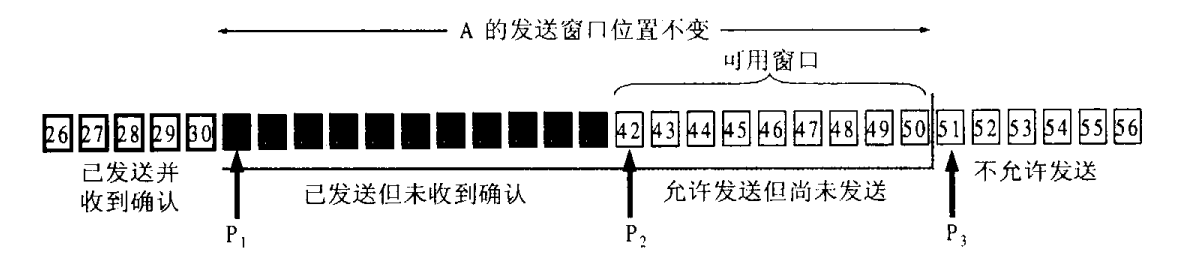 A 的发送窗口位置不变
可用窗口
26 27 28 29 30 42 43 44 45 46 47 48 49 50 51 52 53 54 55 56
已发送并
收到确认
已发送但未收到确认
允许发送但尚未发送
不允许发送
P₁
P₂
P₃